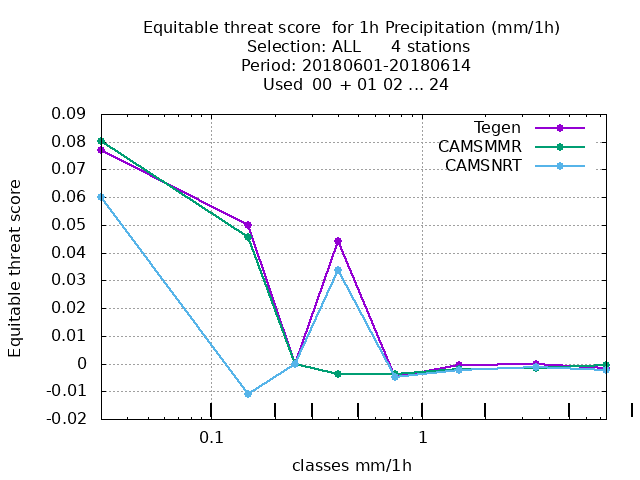 Equitable threat score  for 1h Precipitation (mm/1h)
Selection: ALL      4 stations
Period: 20180601-20180614
Used  00  + 01 02 ... 24
Equitable threat score
0.09
0.08
0.07
0.06
0.05
0.04
0.03
0.02
0.01
0
-0.01
-0.02
Tegen
CAMSMMR
CAMSNRT
0.1
1
classes mm/1h